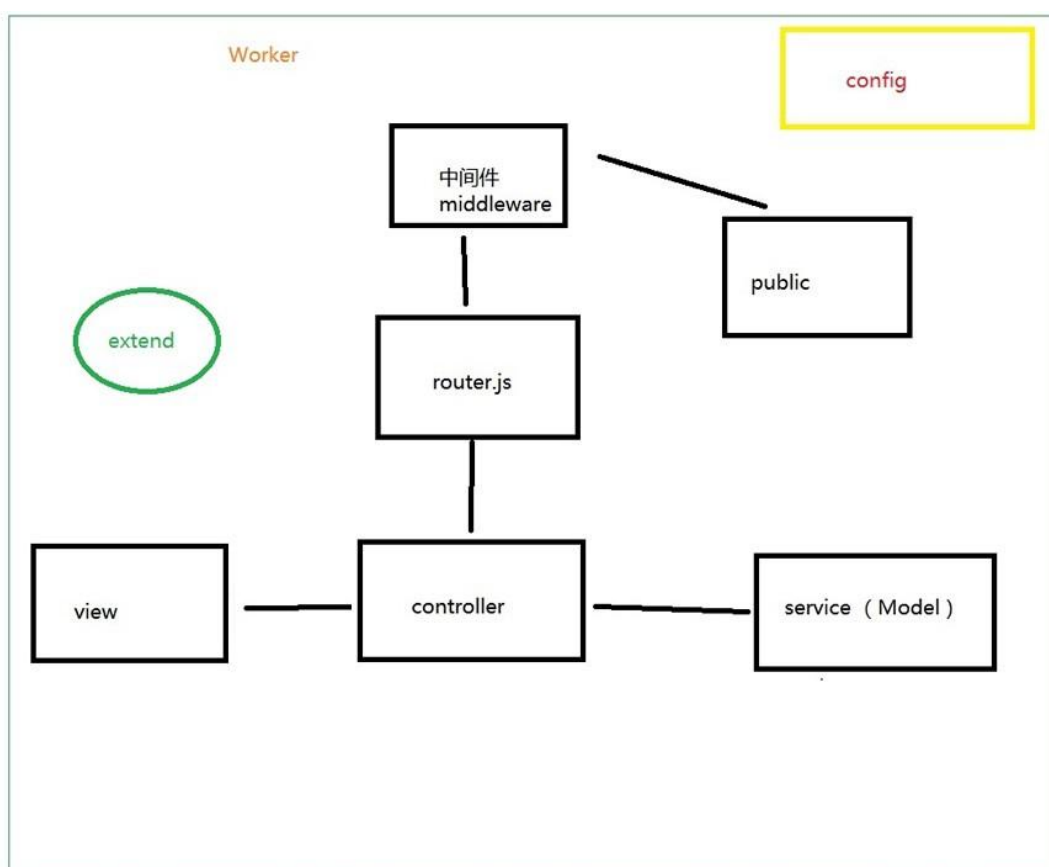 Worker
config
中间件
middleware
public
extend
router.js
view
controller
service （Model）